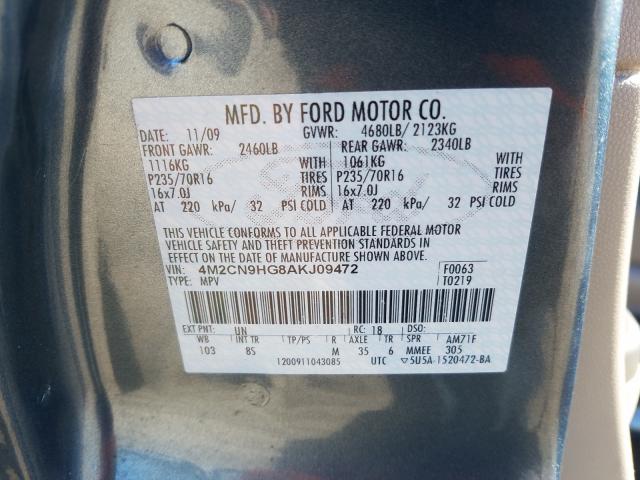 MFD. BY FORD MOTOR CO.
DATE: 11/09 GVWR: 4680LB/ 2123KG
FRONT GAWR: 2460LB REAR GAWR: 2340LB
1116KG WITH 1061KG WITH
P235/70R16 TIRES P235/70R16 TIRES
16x7.0J RIMS 16x7.0J RIMS
AT 220 kPa/ 32 PSI COLD AT 220 kPa/ 32 PSI COLD
THIS VEHICLE CONFORMS TO ALL APPLICABLE FEDERAL MOTOR
VEHICLE SAFETY AND THEFT PREVENTION STANDARDS IN
EFFECT ON THE DATE OF MANUFACTURE SHOWN ABOVE.
VIN: 4M2CN9HG8AKJ09472 F0063
TYPE: MPV T0219
EXT PNT: UN RC: 18 DSO:
WB INT TR TP/PS R AXLE TR SPR AM71F
103 8S M 35 6 MMEE 305
1200911043085 UTC ▽5U5A-1520472-BA
Ford